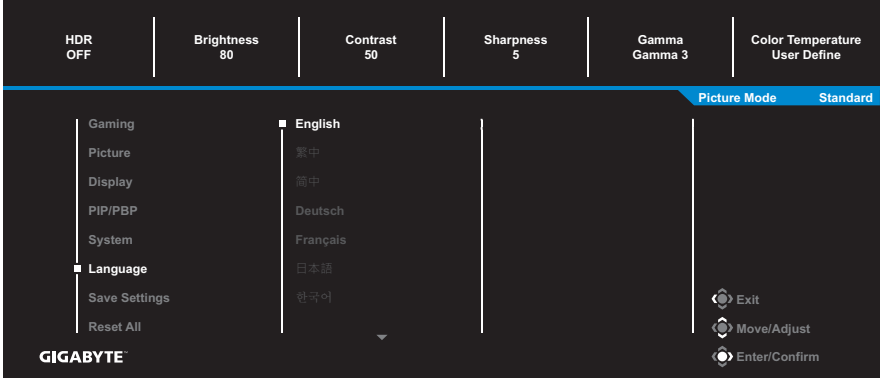 HDR
OFF
Brightness
80
Contrast
50
Sharpness
5
Gamma
Gamma 3
Color Temperature
User Define
Picture Mode Standard
Gaming
Picture
Display
PIP/PBP
System
Language
Save Settings
Reset All
English
繁中
简中
Deutsch
Français
日本語
한국어
Exit
Move/Adjust
Enter/Confirm
GIGABYTE™